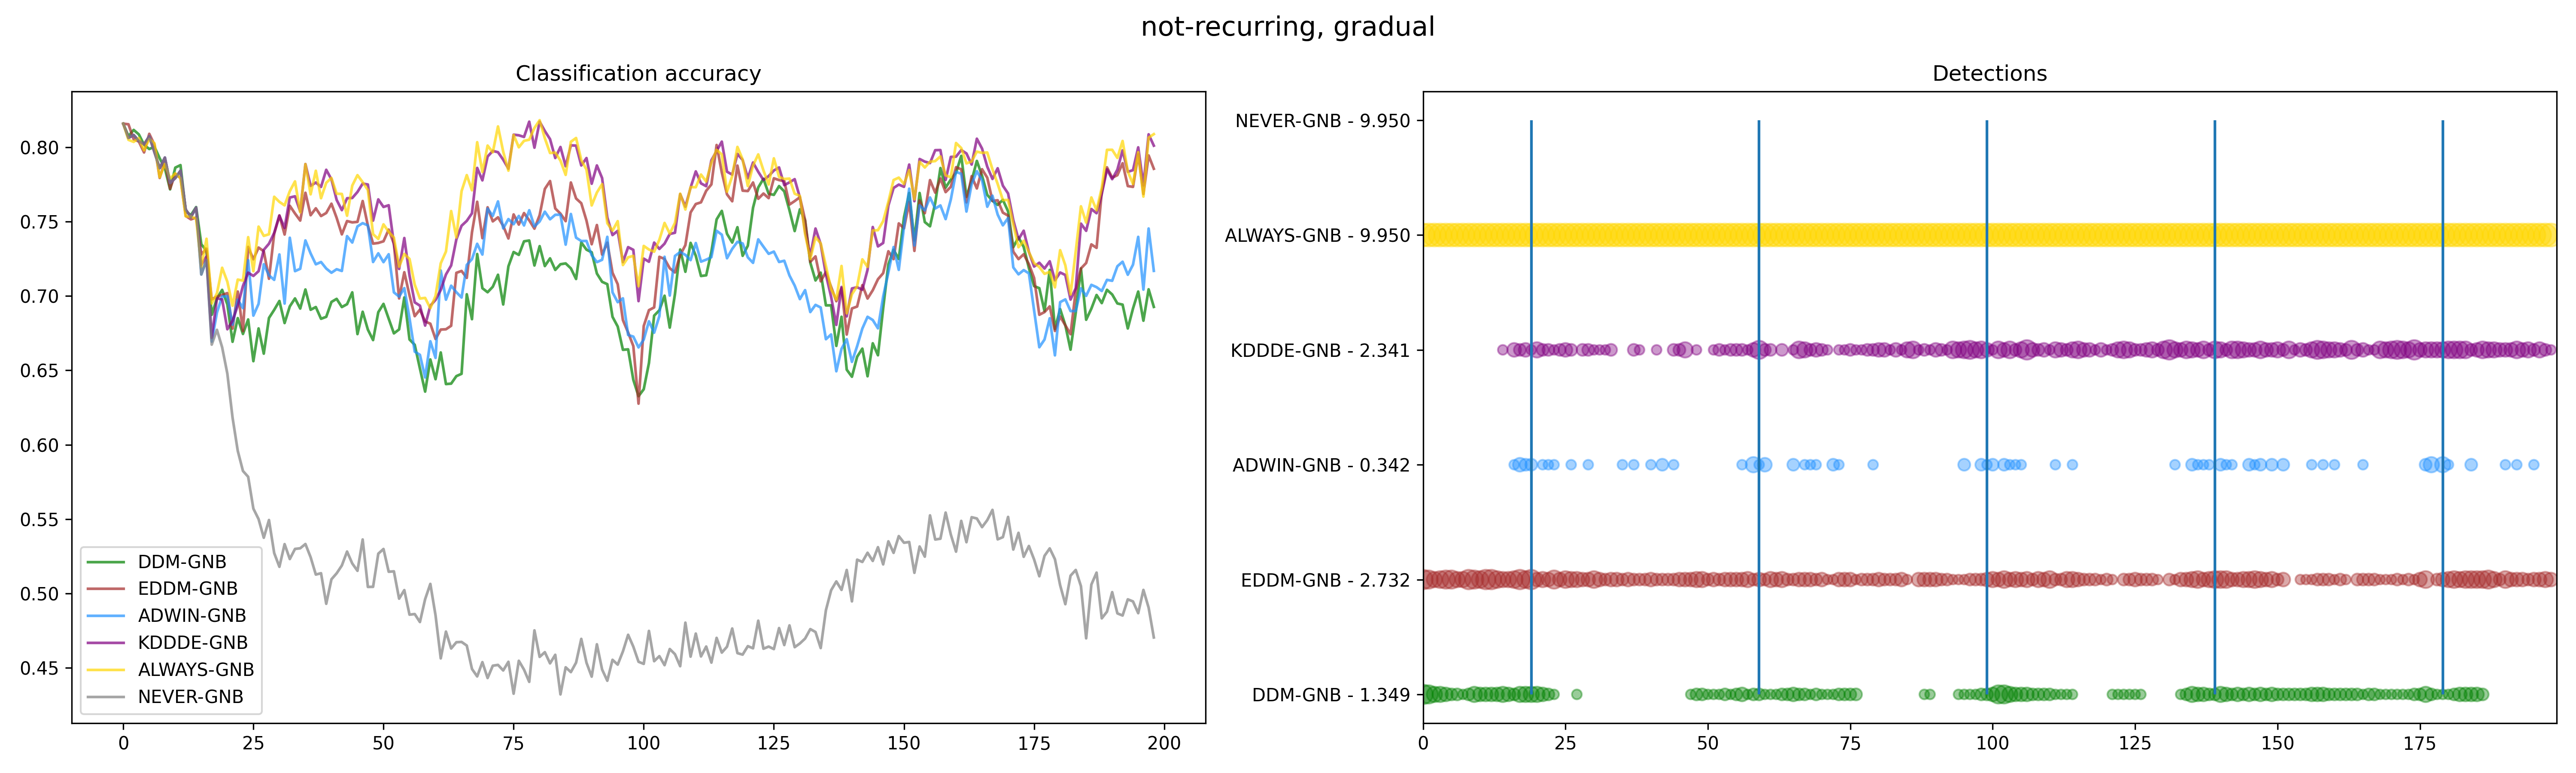 not-recurring, gradual
Classification accuracy
0.80
0.75
0.70
0.65
0.60
0.55
0.50
0.45
DDM-GNB
EDDM-GNB
ADWIN-GNB
KDDDE-GNB
ALWAYS-GNB
NEVER-GNB
0 25 50 75 100 125 150 175 200
Detections
NEVER-GNB - 9.950
ALWAYS-GNB - 9.950
KDDDE-GNB - 2.341
ADWIN-GNB - 0.342
EDDM-GNB - 2.732
DDM-GNB - 1.349
0 25 50 75 100 125 150 175